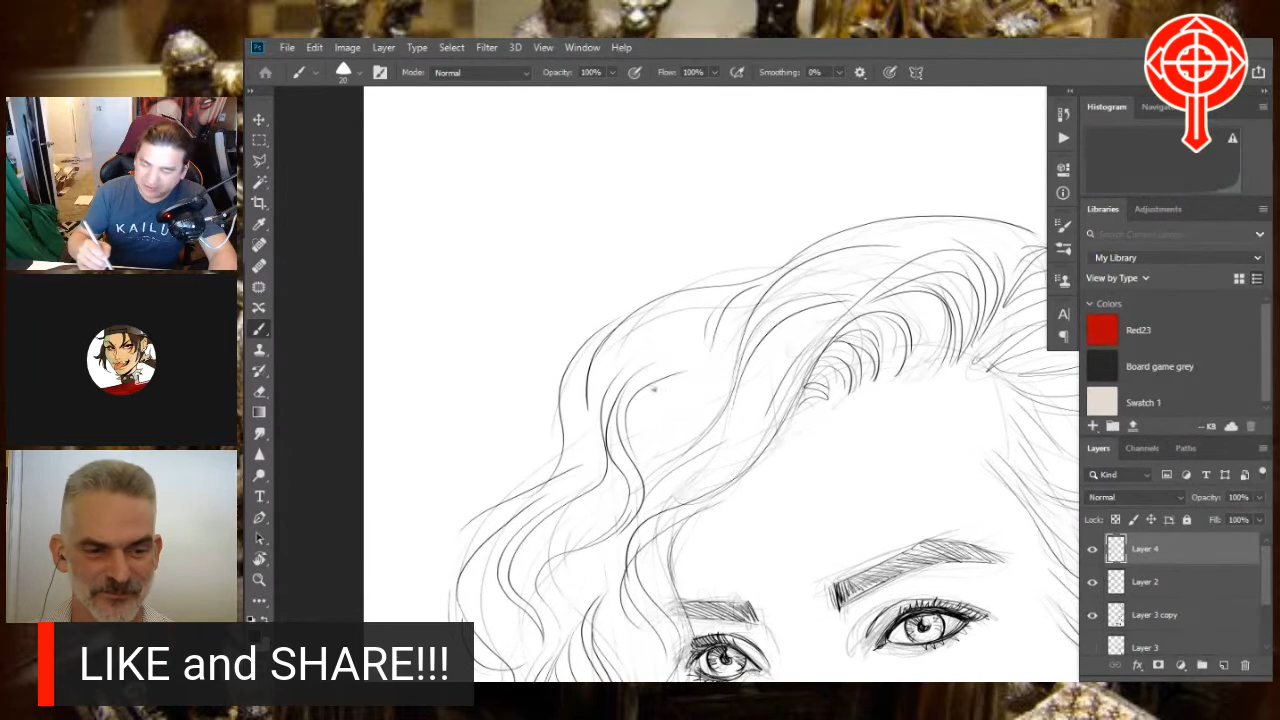 Ps File Edit Image Layer Type Select Filter 3D View Window Help
20 Mode: Normal Opacity: 100% Flow: 100% Smoothing: 0%
Histogram
KAILU
Libraries Adjustments
My Library
View by Type
Colors
Red23
Board game grey
Swatch 1
-- KB
Layers Channels Paths
Kind
Normal Opacity: 100%
Lock: Fill: 100%
Layer 4
Layer 2
Layer 3 copy
Layer 3
LIKE and SHARE!!!